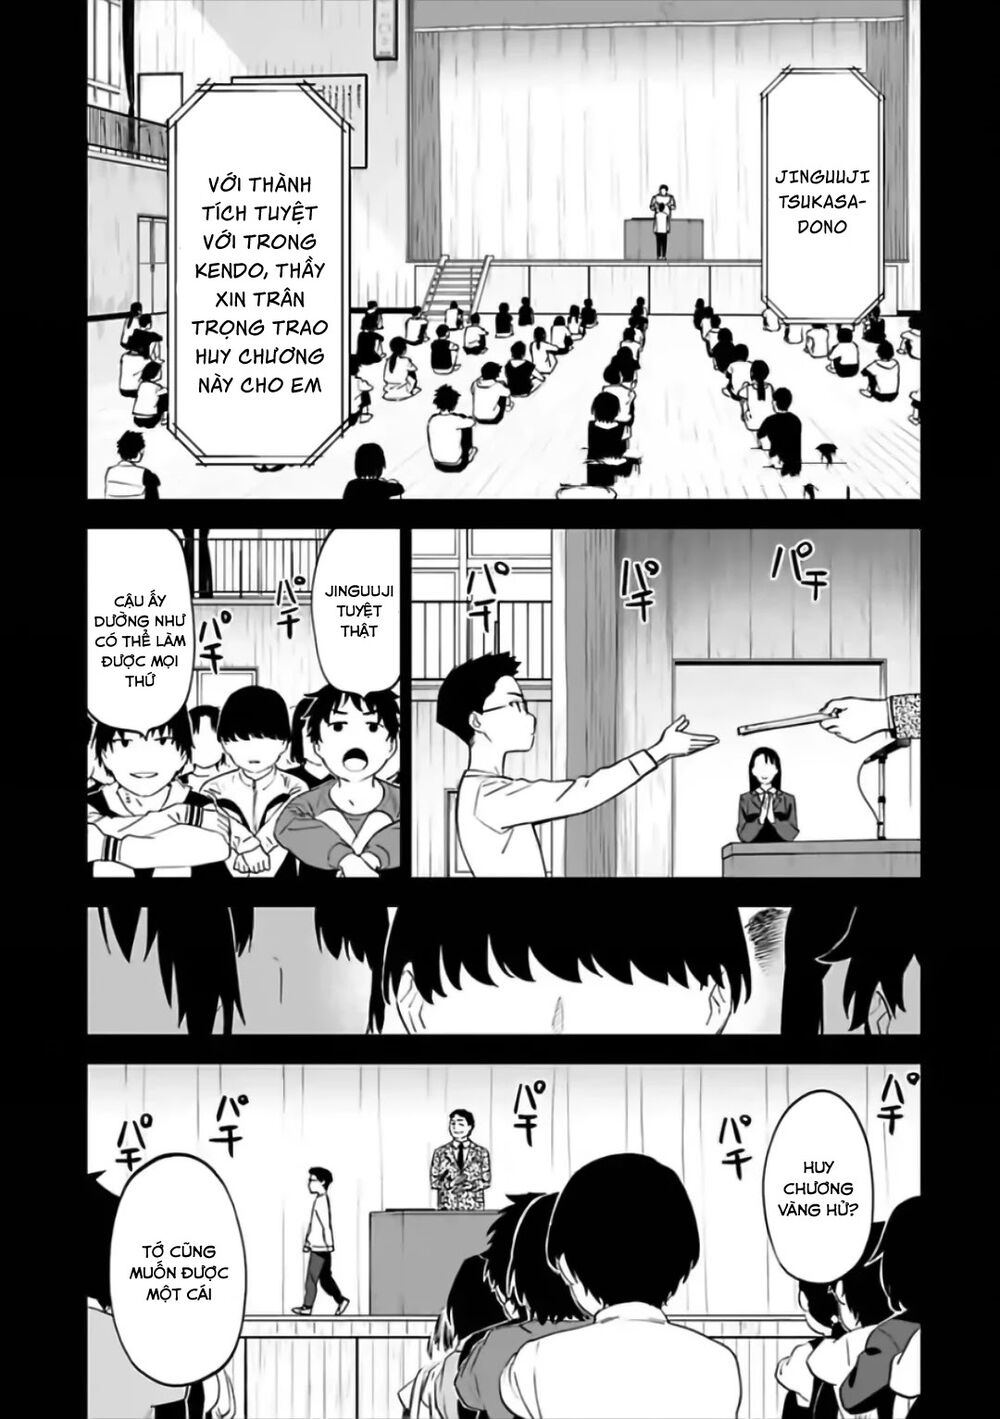 JINGUUJI
TSUKASA-
DONO
VỚI THÀNH
TÍCH TUYỆT
VỚI TRONG
KENDO, THẦY
XIN TRÂN
TRỌNG TRAO
HUY CHƯƠNG
NÀY CHO EM
パチ
パチ
パチ
JINGUUJI
TUYỆT
THẬT
パチ
パチ
CẬU ẤY
DƯỜNG NHƯ
CÓ THỂ LÀM
ĐƯỢC MỌI
THỨ
HUY
CHƯƠNG
VÀNG HỬ?
パチ
パチ
パチ
パチ
パチ
TỚ CŨNG
MUỐN ĐƯỢC
MỘT CÁI